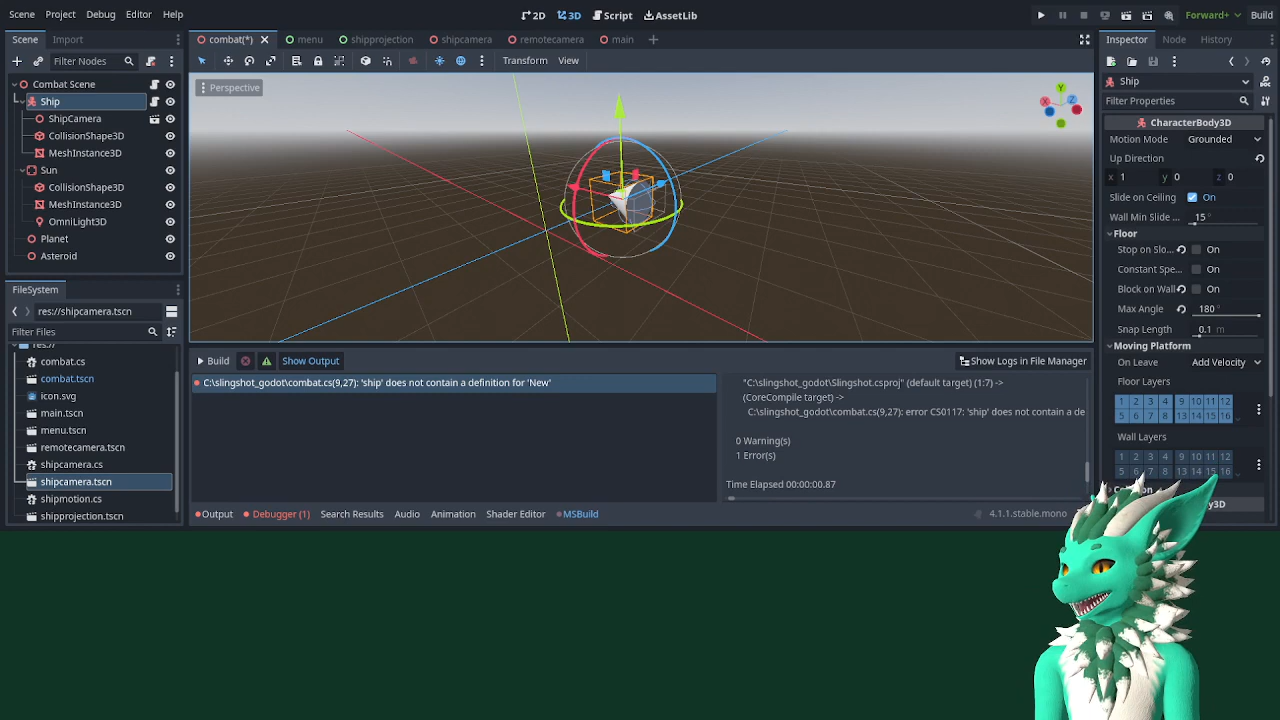 Scene Project Debug Editor Help
2D 3D Script AssetLib
Forward+ Build
Scene Import
Filter Nodes
Combat Scene
Ship
ShipCamera
CollisionShape3D
MeshInstance3D
Sun
CollisionShape3D
MeshInstance3D
OmniLight3D
Planet
Asteroid
FileSystem
res://shipcamera.tscn
Filter Files
res://
combat.cs
combat.tscn
icon.svg
main.tscn
menu.tscn
remotecamera.tscn
shipcamera.cs
shipcamera.tscn
shipmotion.cs
shipprojection.tscn
combat(*) menu shipprojection shipcamera remotecamera main
Transform View
Perspective
X Y Z
Build Show Output Show Logs in File Manager
C:\slingshot_godot\combat.cs(9,27): 'ship' does not contain a definition for 'New'
"C:\slingshot_godot\Slingshot.csproj" (default target) (1:7) ->
(CoreCompile target) ->
C:\slingshot_godot\combat.cs(9,27): error CS0117: 'ship' does not contain a de
0 Warning(s)
1 Error(s)
Time Elapsed 00:00:00.87
Output Debugger (1) Search Results Audio Animation Shader Editor MSBuild 4.1.1.stable.mono
Inspector Node History
Ship
Filter Properties
CharacterBody3D
Motion Mode Grounded
Up Direction
x 1 y 0 z 0
Slide on Ceiling On
Wall Min Slide ... 15 °
Floor
Stop on Slo... On
Constant Spe... On
Block on Wall On
Max Angle 180 °
Snap Length 0.1 m
Moving Platform
On Leave Add Velocity
Floor Layers
1 2 3 4 9 10 11 12
5 6 7 8 13 14 15 16
Wall Layers
1 2 3 4 9 10 11 12
5 6 7 8 13 14 15 16